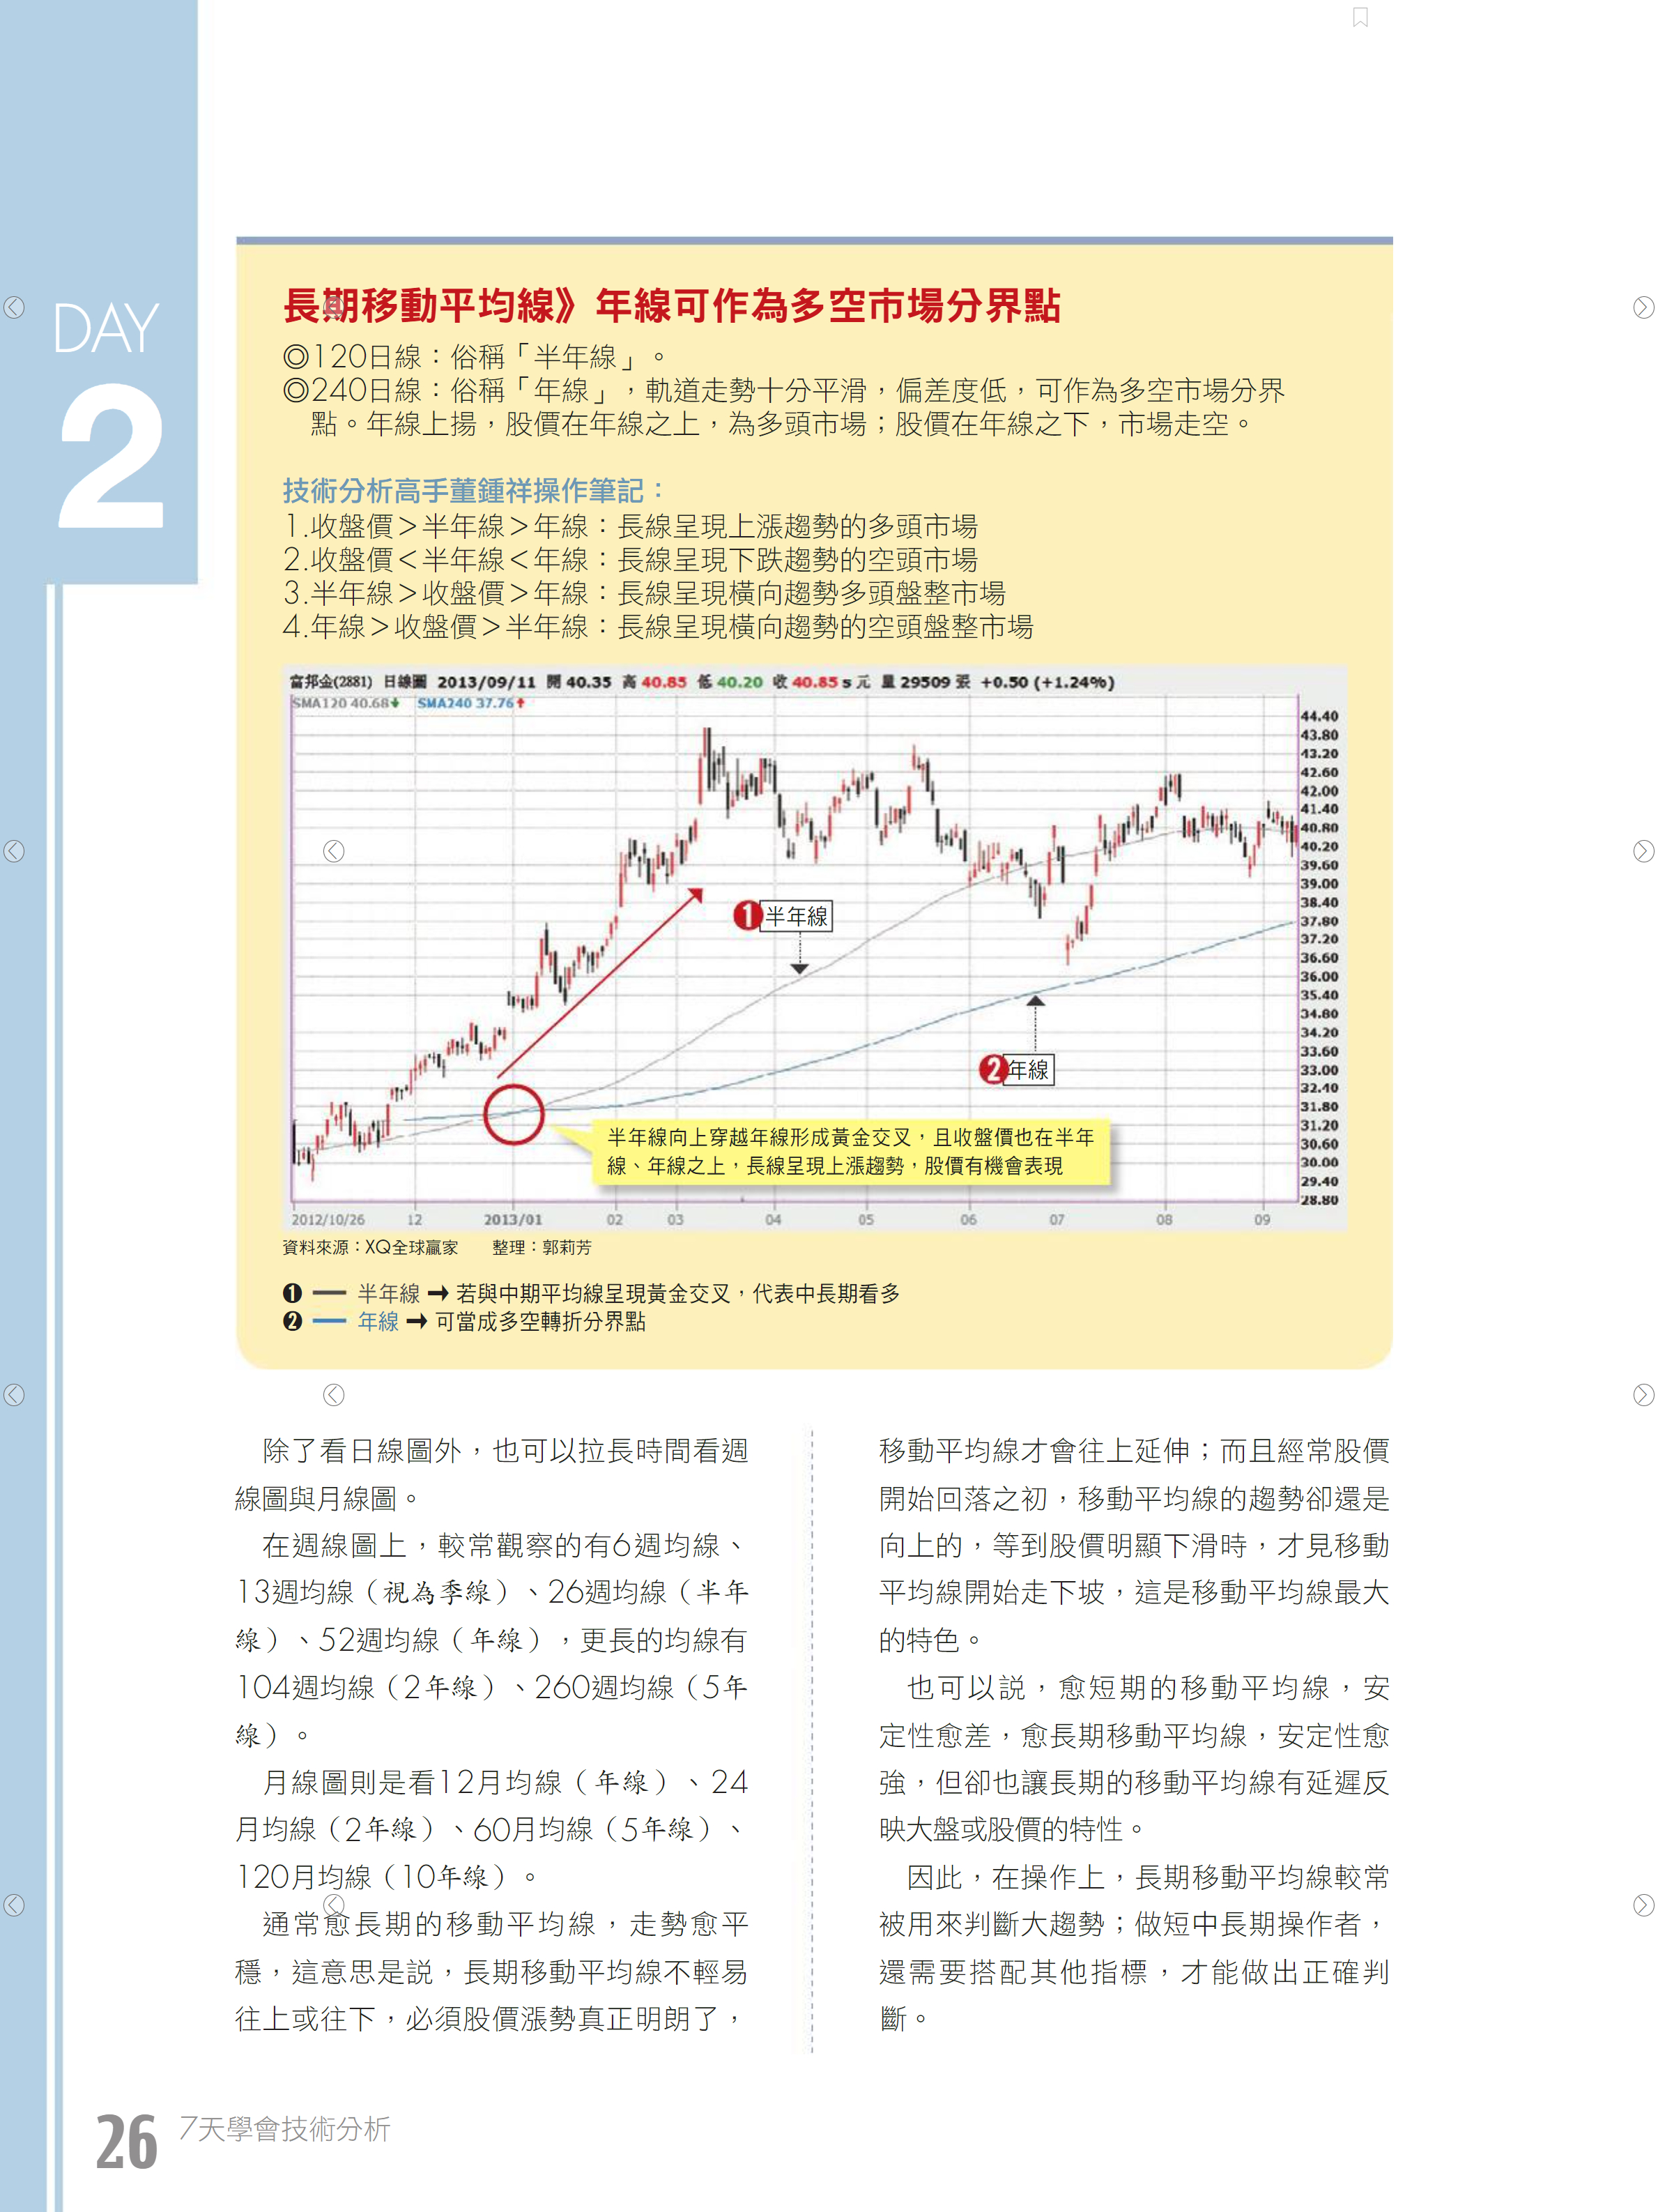 DAY
2
長期移動平均線》年線可作為多空市場分界點
◎120日線：俗稱「半年線」。
◎240日線：俗稱「年線」，軌道走勢十分平滑，偏差度低，可作為多空市場分界
點。年線上揚，股價在年線之上，為多頭市場；股價在年線之下，市場走空。
技術分析高手董鍾祥操作筆記：
1.收盤價＞半年線＞年線：長線呈現上漲趨勢的多頭市場
2.收盤價＜半年線＜年線：長線呈現下跌趨勢的空頭市場
3.半年線＞收盤價＞年線：長線呈現橫向趨勢多頭盤整市場
4.年線＞收盤價＞半年線：長線呈現橫向趨勢的空頭盤整市場
富邦金(2881) 日線圖 2013/09/11 開 40.35 高 40.85 低 40.20 收 40.85 s 元 量 29509 張 +0.50 (+1.24%)
SMA120 40.68↓ SMA240 37.76↑
44.40
43.80
43.20
42.60
42.00
41.40
40.80
40.20
39.60
39.00
38.40
37.80
37.20
36.60
36.00
35.40
34.80
34.20
33.60
33.00
32.40
31.80
31.20
30.60
30.00
29.40
28.80
❶半年線
❷年線
半年線向上穿越年線形成黃金交叉，且收盤價也在半年
線、年線之上，長線呈現上漲趨勢，股價有機會表現
2012/10/26 12 2013/01 02 03 04 05 06 07 08 09
資料來源：XQ全球贏家 整理：郭莉芳
❶ — 半年線 ➡ 若與中期平均線呈現黃金交叉，代表中長期看多
❷ — 年線 ➡ 可當成多空轉折分界點
除了看日線圖外，也可以拉長時間看週
線圖與月線圖。
在週線圖上，較常觀察的有6週均線、
13週均線（視為季線）、26週均線（半年
線）、52週均線（年線），更長的均線有
104週均線（2年線）、260週均線（5年
線）。
月線圖則是看12月均線（年線）、24
月均線（2年線）、60月均線（5年線）、
120月均線（10年線）。
通常愈長期的移動平均線，走勢愈平
穩，這意思是説，長期移動平均線不輕易
往上或往下，必須股價漲勢真正明朗了，
移動平均線才會往上延伸；而且經常股價
開始回落之初，移動平均線的趨勢卻還是
向上的，等到股價明顯下滑時，才見移動
平均線開始走下坡，這是移動平均線最大
的特色。
也可以説，愈短期的移動平均線，安
定性愈差，愈長期移動平均線，安定性愈
強，但卻也讓長期的移動平均線有延遲反
映大盤或股價的特性。
因此，在操作上，長期移動平均線較常
被用來判斷大趨勢；做短中長期操作者，
還需要搭配其他指標，才能做出正確判
斷。
26 7天學會技術分析